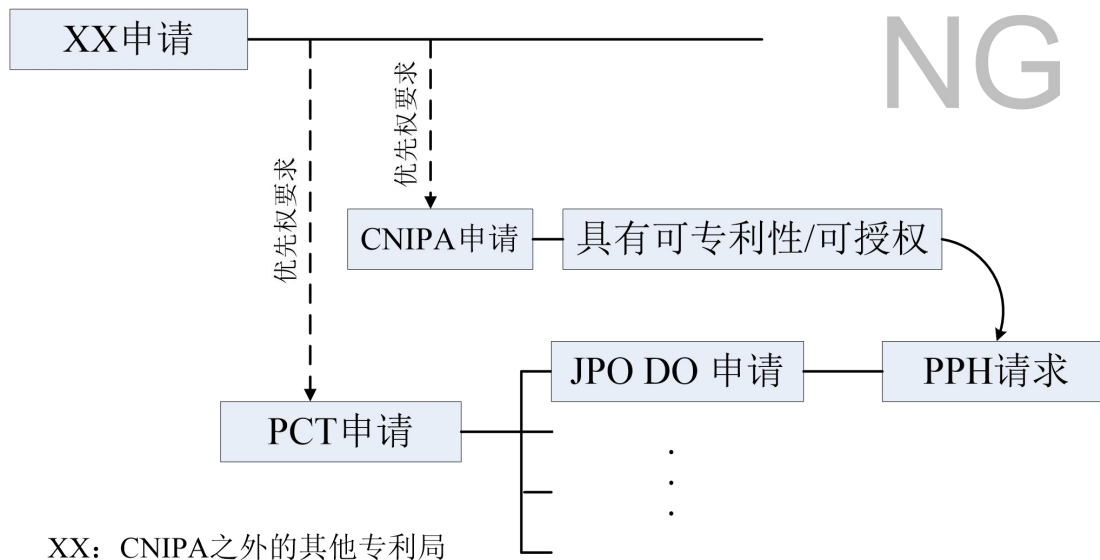 XX申请
NG
优先权要求
优先权要求
CNIPA申请
具有可专利性/可授权
JPO DO 申请
PPH请求
PCT申请
XX：CNIPA之外的其他专利局